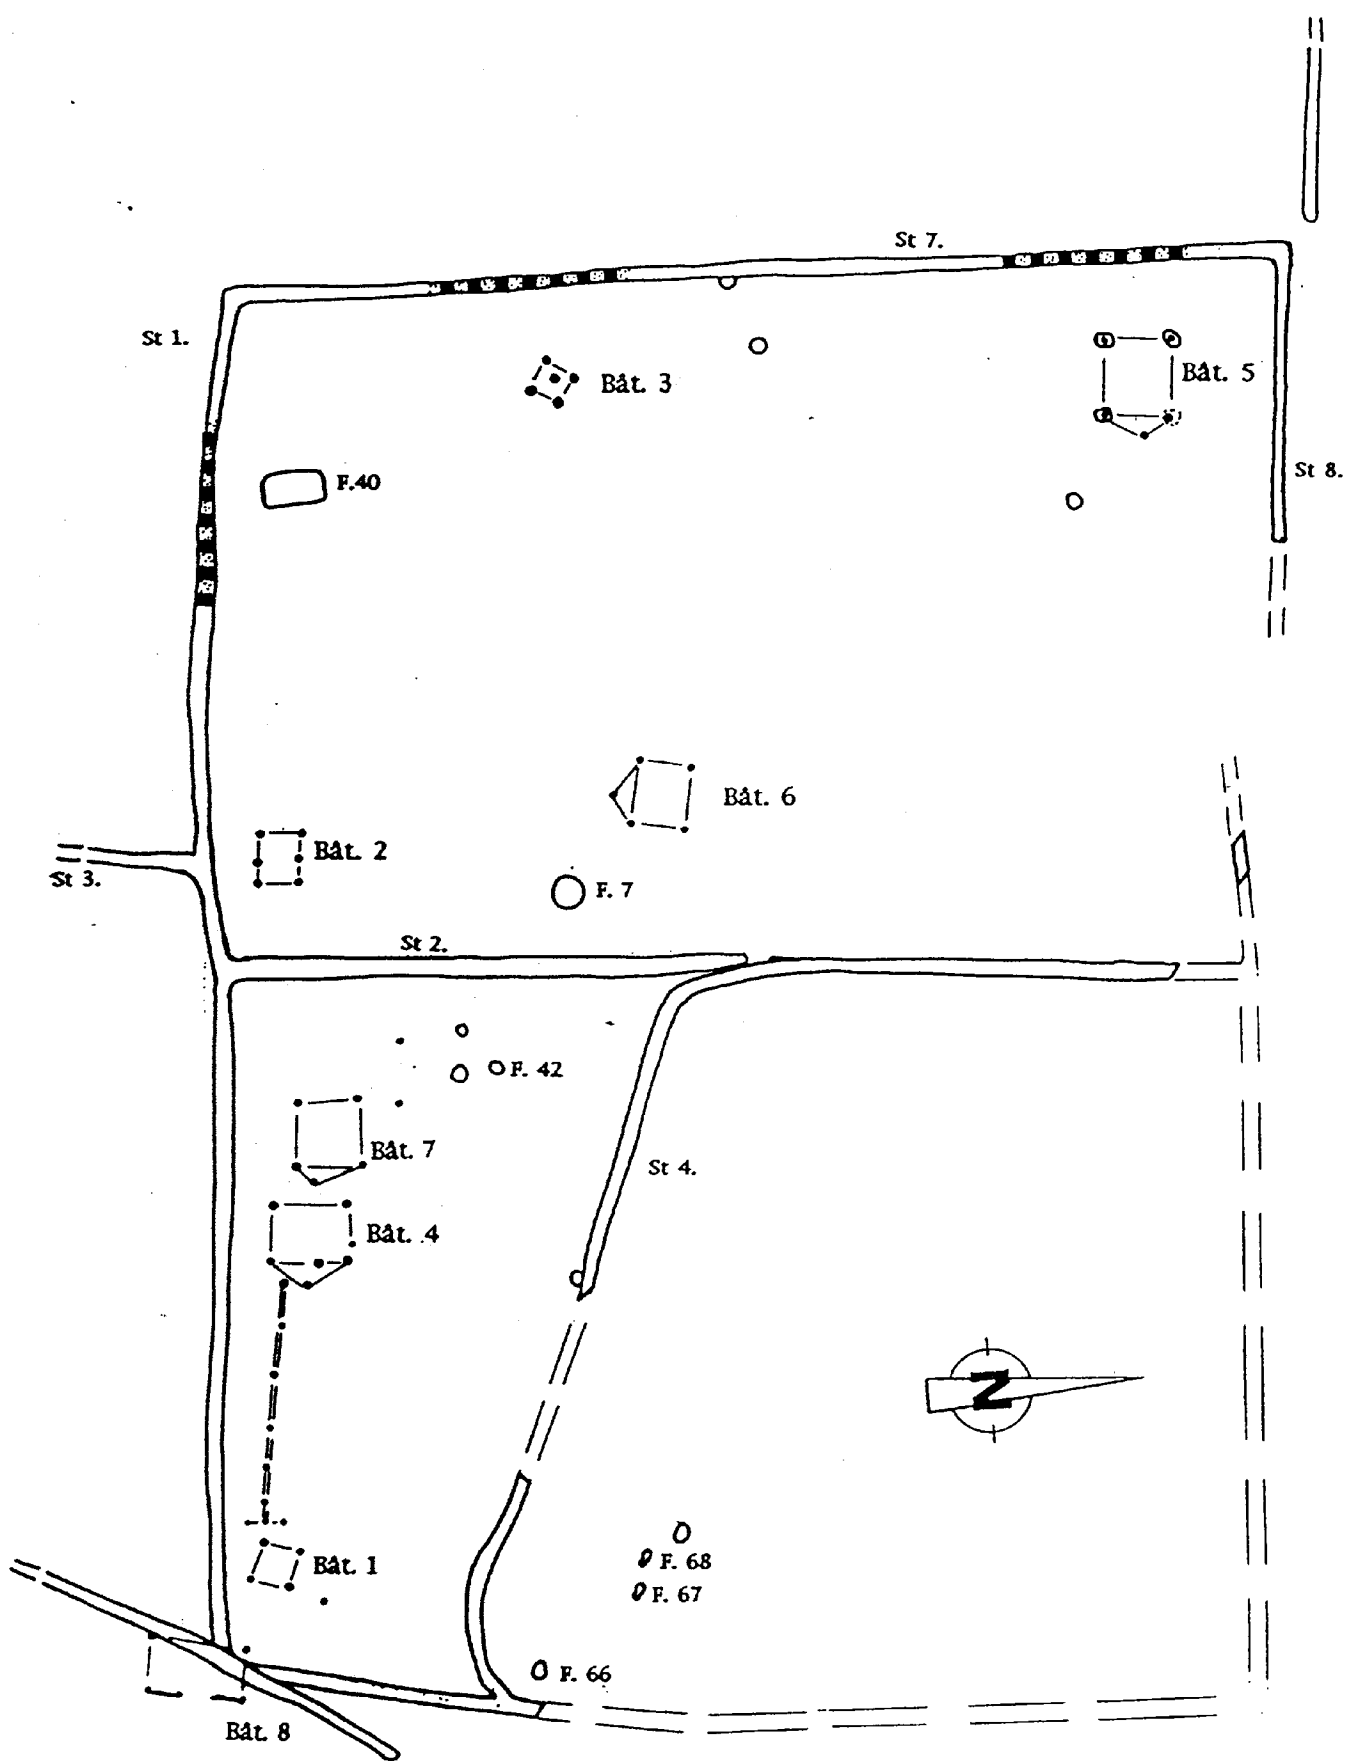 St 7.
St 1.
Bât. 3
Bât. 5
F.40
St 8.
Bât. 6
Bât. 2
St 3.
F. 7
St 2.
F. 42
Bât. 7
St 4.
Bât. 4
N
F. 68
Bât. 1
F. 67
F. 66
Bât. 8